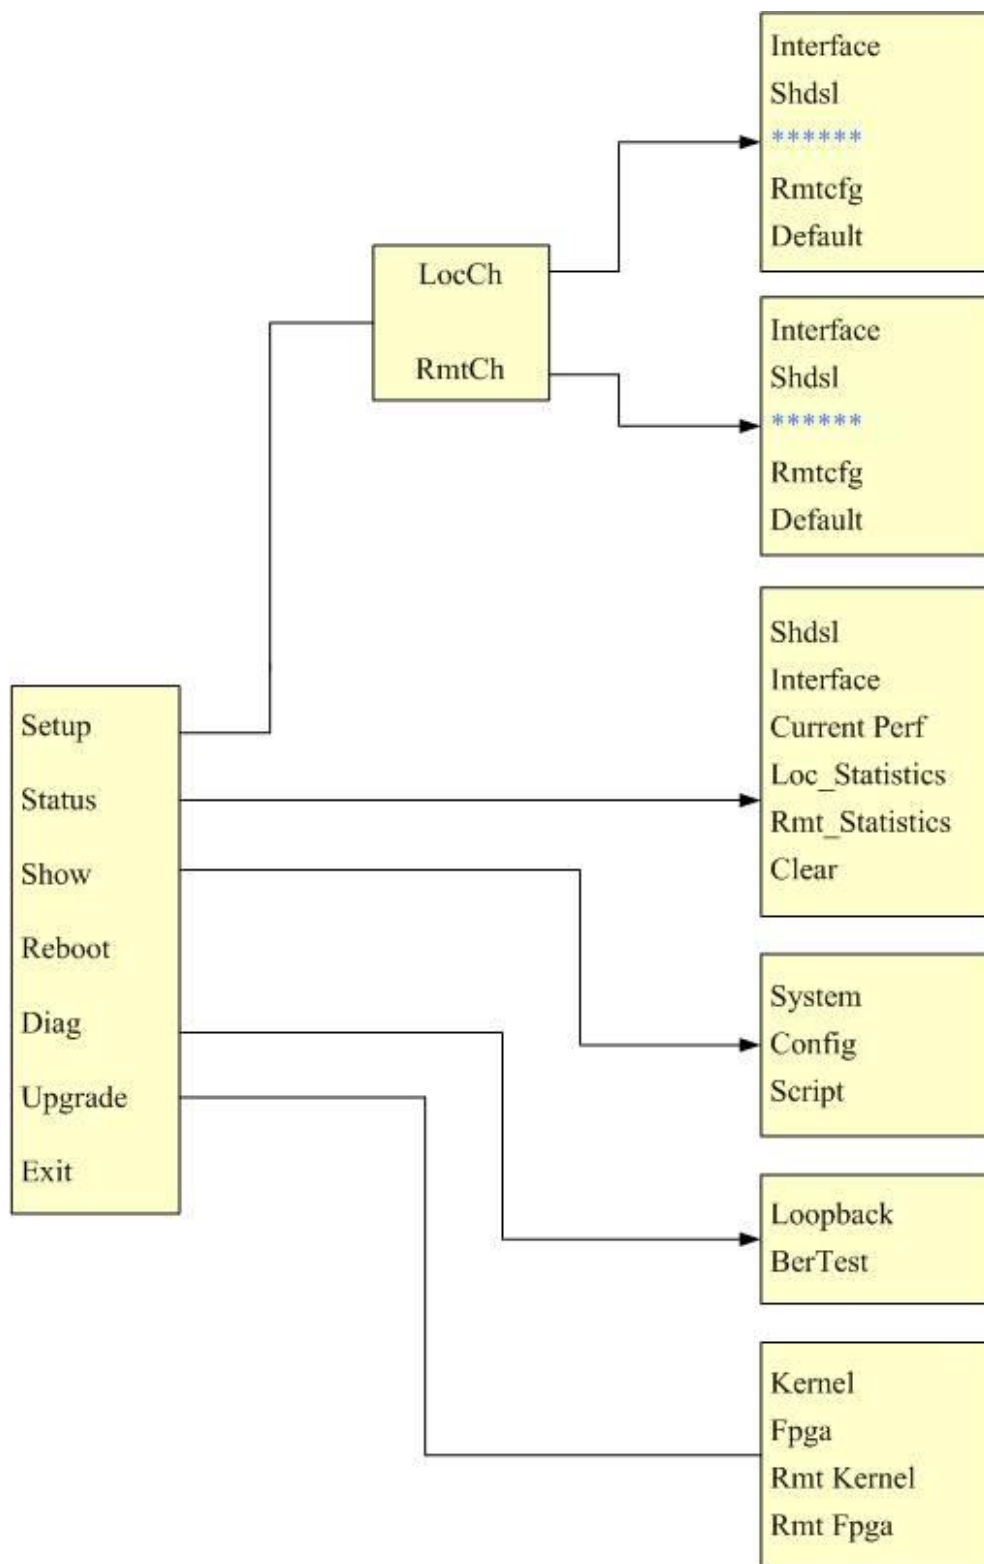 Setup
Status
Show
Reboot
Diag
Upgrade
Exit
LocCh
RmtCh
Interface
Shdsl
******
Rmtcfg
Default
Interface
Shdsl
******
Rmtcfg
Default
Shdsl
Interface
Current Perf
Loc_Statistics
Rmt_Statistics
Clear
System
Config
Script
Loopback
BerTest
Kernel
Fpga
Rmt Kernel
Rmt Fpga